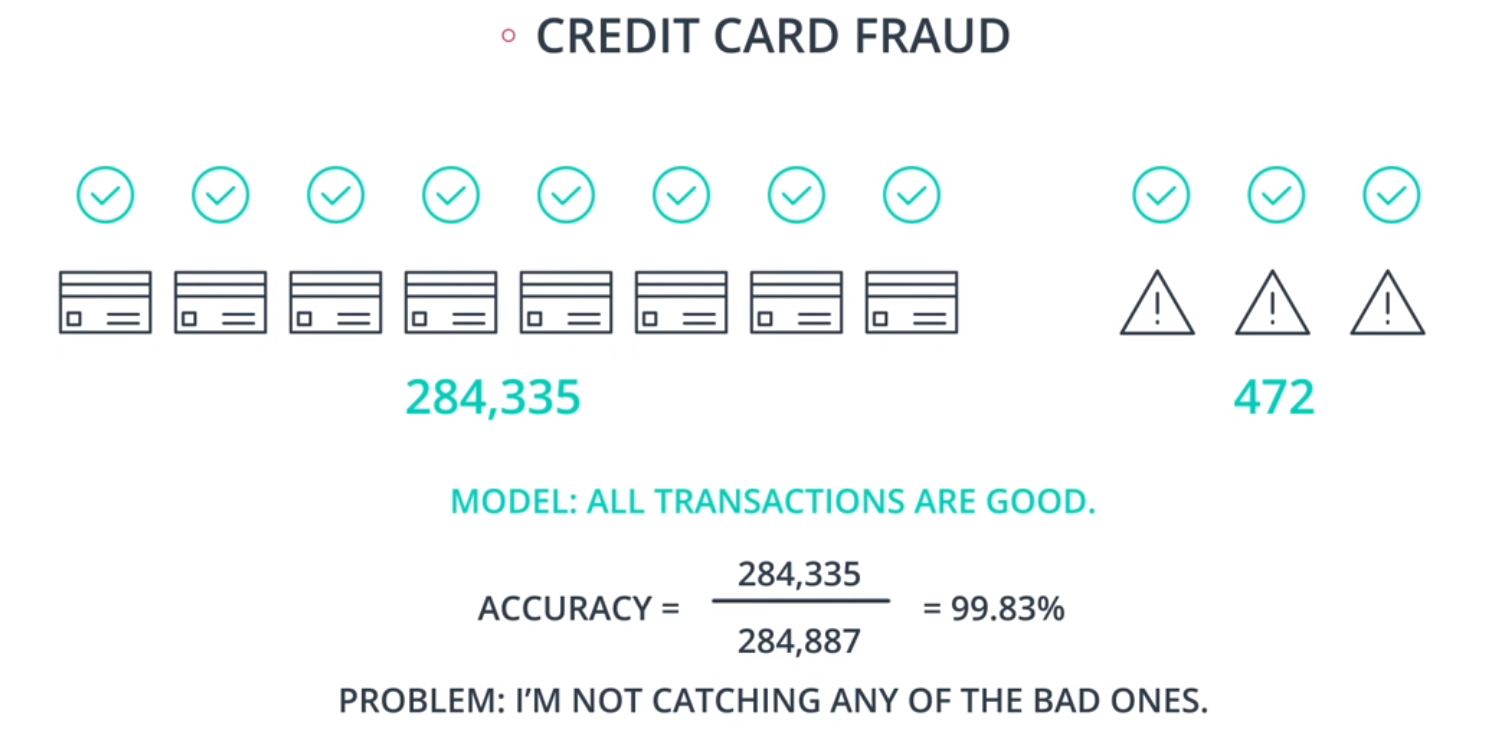 CREDIT CARD FRAUD
284,335
472
MODEL: ALL TRANSACTIONS ARE GOOD.
ACCURACY = 284,335 / 284,887 = 99.83%
PROBLEM: I'M NOT CATCHING ANY OF THE BAD ONES.